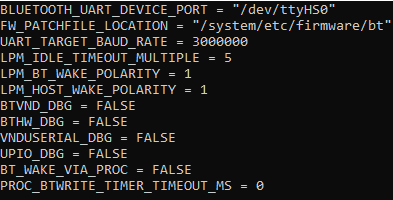 BLUETOOTH_UART_DEVICE_PORT = "/dev/ttyHS0"
FW_PATCHFILE_LOCATION = "/system/etc/firmware/bt"
UART_TARGET_BAUD_RATE = 3000000
LPM_IDLE_TIMEOUT_MULTIPLE = 5
LPM_BT_WAKE_POLARITY = 1
LPM_HOST_WAKE_POLARITY = 1
BTVND_DBG = FALSE
BTHW_DBG = FALSE
VNDUSERIAL_DBG = FALSE
UPIO_DBG = FALSE
BT_WAKE_VIA_PROC = FALSE
PROC_BTWRITE_TIMER_TIMEOUT_MS = 0